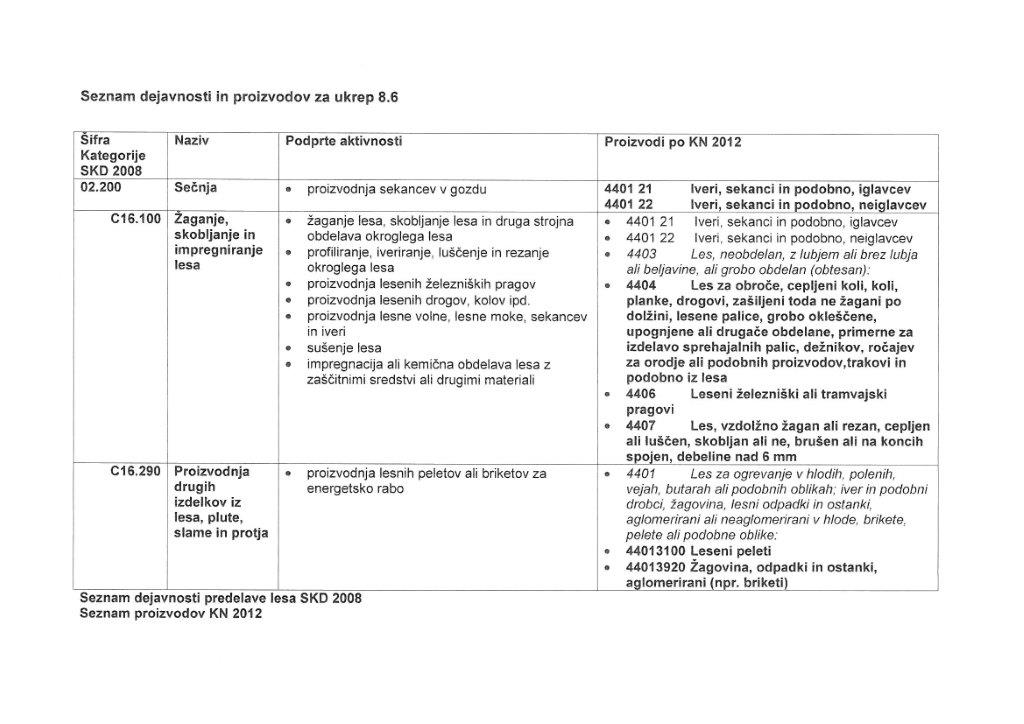 Seznam dejavnosti in proizvodov za ukrep 8.6
Šifra
Kategorije
SKD 2008
Naziv
Podprte aktivnosti
Proizvodi po KN 2012
02.200
Sečnja
• proizvodnja sekancev v gozdu
4401 21 Iveri, sekanci in podobno, iglavcev
4401 22 Iveri, sekanci in podobno, neiglavcev
C16.100
Žaganje,
skobljanje in
impregniranje
lesa
• žaganje lesa, skobljanje lesa in druga strojna
obdelava okroglega lesa
• profiliranje, iveriranje, luščenje in rezanje
okroglega lesa
• proizvodnja lesenih železniških pragov
• proizvodnja lesenih drogov, kolov ipd.
• proizvodnja lesne volne, lesne moke, sekancev
in iveri
• sušenje lesa
• impregnacija ali kemična obdelava lesa z
zaščitnimi sredstvi ali drugimi materiali
• 4401 21 Iveri, sekanci in podobno, iglavcev
• 4401 22 Iveri, sekanci in podobno, neiglavcev
• 4403 Les, neobdelan, z lubjem ali brez lubja
ali beljavine, ali grobo obdelan (obtesan):
• 4404 Les za obroče, cepljeni koli, koli,
planke, drogovi, zašiljeni toda ne žagani po
dolžini, lesene palice, grobo okleščene,
upognjene ali drugače obdelane, primerne za
izdelavo sprehajalnih palic, dežnikov, ročajev
za orodje ali podobnih proizvodov,trakovi in
podobno iz lesa
• 4406 Leseni železniški ali tramvajski
pragovi
• 4407 Les, vzdolžno žagan ali rezan, cepljen
ali luščen, skobljan ali ne, brušen ali na koncih
spojen, debeline nad 6 mm
C16.290
Proizvodnja
drugih
izdelkov iz
lesa, plute,
slame in protja
• proizvodnja lesnih peletov ali briketov za
energetsko rabo
• 4401 Les za ogrevanje v hlodih, polenih,
vejah, butarah ali podobnih oblikah; iver in podobni
drobci, žagovina, lesni odpadki in ostanki,
aglomerirani ali neaglomerirani v hlode, brikete,
pelete ali podobne oblike:
• 44013100 Leseni peleti
• 44013920 Žagovina, odpadki in ostanki,
aglomerirani (npr. briketi)
Seznam dejavnosti predelave lesa SKD 2008
Seznam proizvodov KN 2012